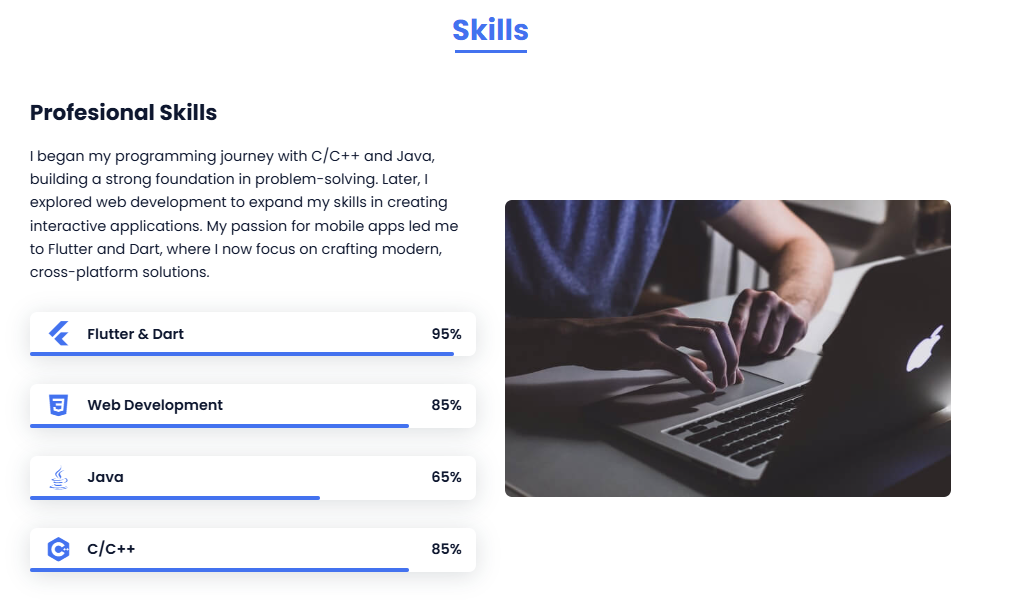 Skills
Profesional Skills
I began my programming journey with C/C++ and Java,
building a strong foundation in problem-solving. Later, I
explored web development to expand my skills in creating
interactive applications. My passion for mobile apps led me
to Flutter and Dart, where I now focus on crafting modern,
cross-platform solutions.
Flutter & Dart 95%
Web Development 85%
Java 65%
C/C++ 85%